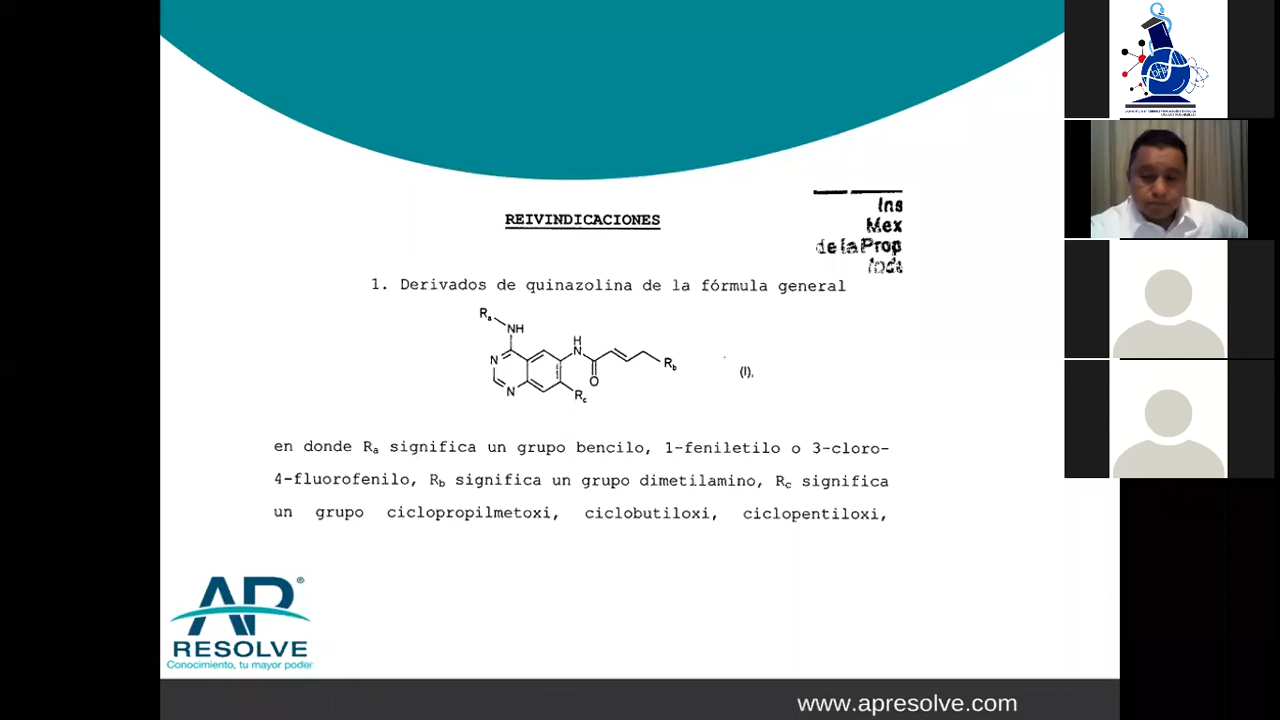 REIVINDICACIONES
Ins
Mex
de la Prop
Indu
1. Derivados de quinazolina de la fórmula general
Ra
NH
N
N
H
N
O
Rb
Rc
(I),
en donde Ra significa un grupo bencilo, 1-feniletilo o 3-cloro-
4-fluorofenilo, Rb significa un grupo dimetilamino, Rc significa
un grupo ciclopropilmetoxi, ciclobutiloxi, ciclopentiloxi,
AP®
RESOLVE
Conocimiento, tu mayor poder
www.apresolve.com